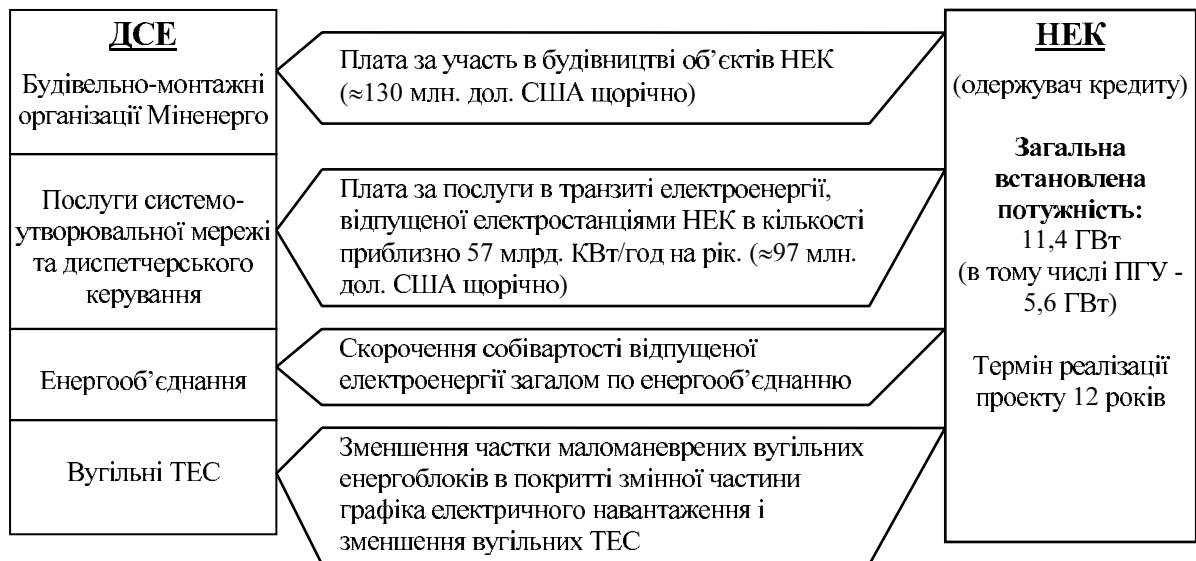 ДСЕ
Будівельно-монтажні
організації Міненерго
Послуги системо-
утворювальної мережі
та диспетчерського
керування
Енергооб’єднання
Вугільні ТЕС
Плата за участь в будівництві об’єктів НЕК
(≈130 млн. дол. США щорічно)
Плата за послуги в транзиті електроенергії,
відпущеної електростанціями НЕК в кількості
приблизно 57 млрд. КВт/год на рік. (≈97 млн.
дол. США щорічно)
Скорочення собівартості відпущеної
електроенергії загалом по енергооб’єднанню
Зменшення частки маломаневрених вугільних
енергоблоків в покритті змінної частини
графіка електричного навантаження і
зменшення вугільних ТЕС
НЕК
(одержувач кредиту)
Загальна
встановлена
потужність:
11,4 ГВт
(в тому числі ПГУ -
5,6 ГВт)
Термін реалізації
проекту 12 років